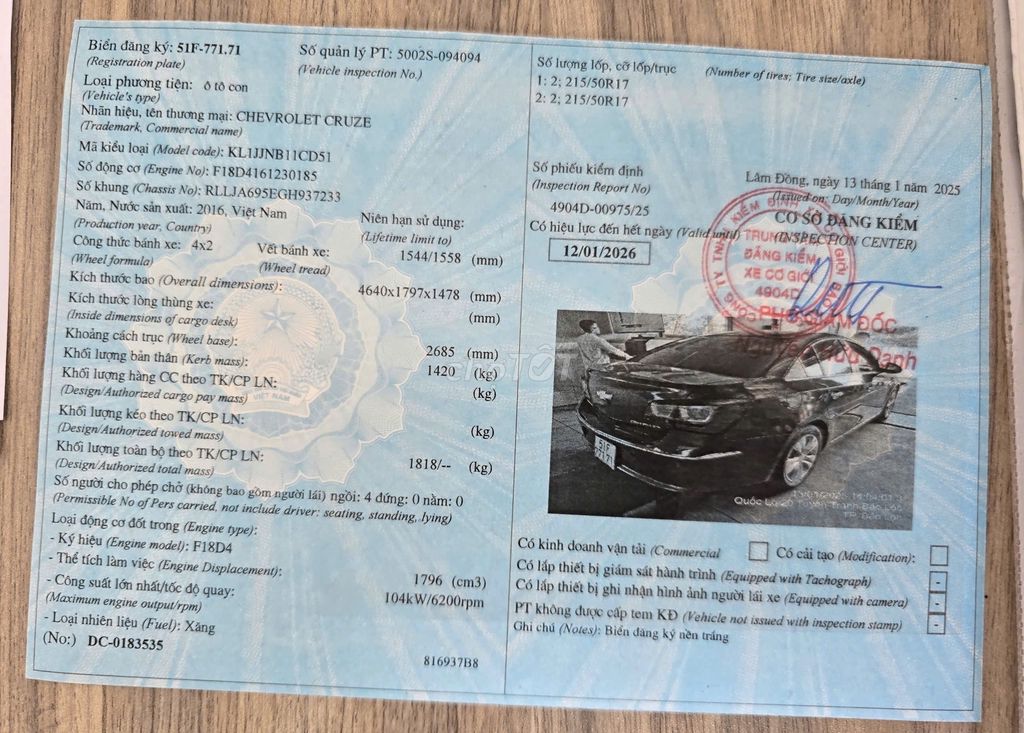 Biển đăng ký: 51F-771.71
(Registration plate)
Số quản lý PT: 5002S-094094
(Vehicle inspection No.)
Loại phương tiện: ô tô con
(Vehicle's type)
Nhãn hiệu, tên thương mại: CHEVROLET CRUZE
(Trademark, Commercial name)
Mã kiểu loại (Model code): KL1JJNB11CD51
Số động cơ (Engine No): F18D4161230185
Số khung (Chassis No): RLLJA695EGH937233
Năm, Nước sản xuất: 2016, Việt Nam
(Production year, Country)
Niên hạn sử dụng:
(Lifetime limit to)
Công thức bánh xe: 4x2
(Wheel formula)
Vết bánh xe:
(Wheel tread)
1544/1558 (mm)
Kích thước bao (Overall dimensions):
4640x1797x1478 (mm)
Kích thước lòng thùng xe:
(Inside dimensions of cargo desk)
(mm)
Khoảng cách trục (Wheel base):
2685 (mm)
Khối lượng bản thân (Kerb mass):
1420 (kg)
Khối lượng hàng CC theo TK/CP LN:
(Design/Authorized cargo pay mass)
(kg)
Khối lượng kéo theo TK/CP LN:
(Design/Authorized towed mass)
(kg)
Khối lượng toàn bộ theo TK/CP LN:
(Design/Authorized total mass)
1818/-- (kg)
Số người cho phép chở (không bao gồm người lái) ngồi: 4 đứng: 0 nằm: 0
(Permissible No of Pers carried, not include driver: seating, standing, lying)
Loại động cơ đốt trong (Engine type):
- Ký hiệu (Engine model): F18D4
- Thể tích làm việc (Engine Displacement):
1796 (cm3)
- Công suất lớn nhất/tốc độ quay:
(Maximum engine output/rpm)
104kW/6200rpm
- Loại nhiên liệu (Fuel): Xăng
(No:) DC-0183535
816937B8
VIỆT NAM
Số lượng lốp, cỡ lốp/trục
(Number of tires; Tire size/axle)
1: 2; 215/50R17
2: 2; 215/50R17
Số phiếu kiểm định
(Inspection Report No)
4904D-00975/25
Lâm Đồng, ngày 13 tháng 1 năm 2025
(Issued on: Day/Month/Year)
CƠ SỞ ĐĂNG KIỂM
(INSPECTION CENTER)
Có hiệu lực đến hết ngày (Valid until)
12/01/2026
TRUNG
ĐĂNG KIỂM
XE CƠ GIỚI
4904D
51F
77171
Có kinh doanh vận tải (Commercial
Có cải tạo (Modification):
Có lắp thiết bị giám sát hành trình (Equipped with Tachograph)
-
Có lắp thiết bị ghi nhận hình ảnh người lái xe (Equipped with camera)
-
PT không được cấp tem KĐ (Vehicle not issued with inspection stamp)
-
Ghi chú (Notes): Biển đăng ký nền trắng